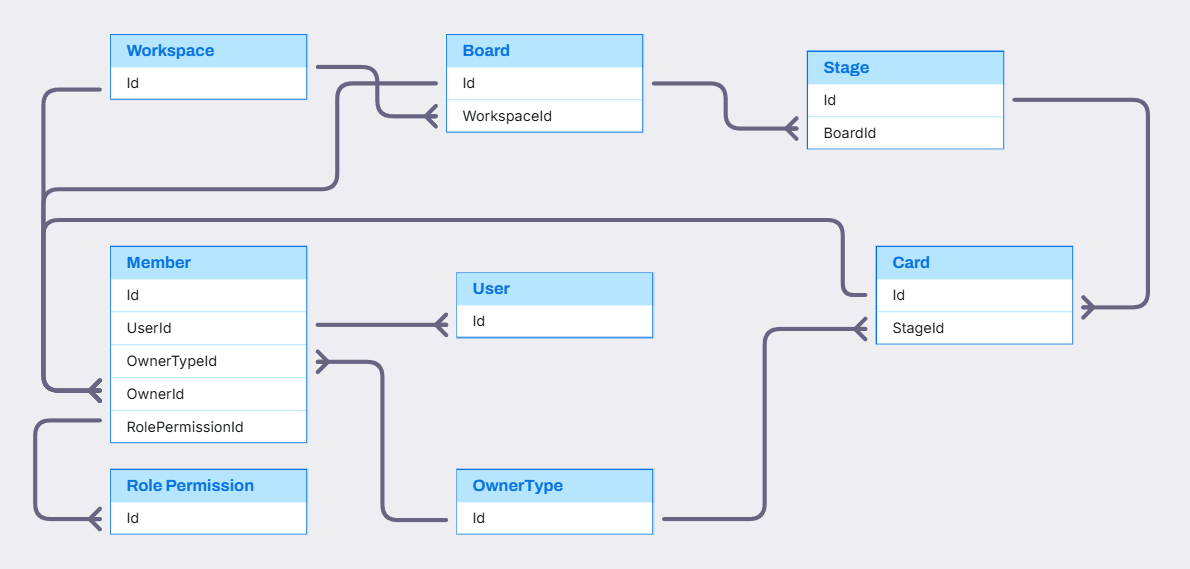 Workspace
Id
Board
Id
WorkspaceId
Stage
Id
BoardId
Member
Id
UserId
OwnerTypeId
OwnerId
RolePermissionId
User
Id
Card
Id
StageId
Role Permission
Id
OwnerType
Id